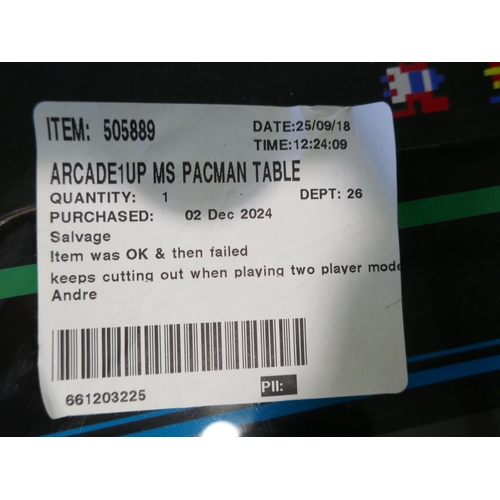 ITEM: 505889 DATE:25/09/18
TIME:12:24:09
ARCADE1UP MS PACMAN TABLE
QUANTITY: 1 DEPT: 26
PURCHASED: 02 Dec 2024
Salvage
Item was OK & then failed
keeps cutting out when playing two player mode
Andre
661203225 PII: